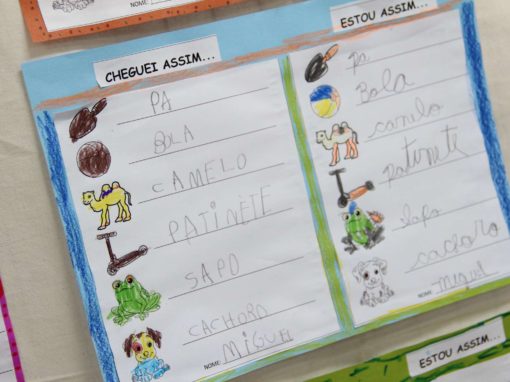 NOME:
CHEGUEI ASSIM...
PA
BOLA
CAMELO
PATINETE
SAPO
CACHORO
NOME: MIGUEL
ESTOU ASSIM...
pa
Bola
camelo
patinete
sapo
cachoro
NOME: Miguel
ESTOU ASSIM...